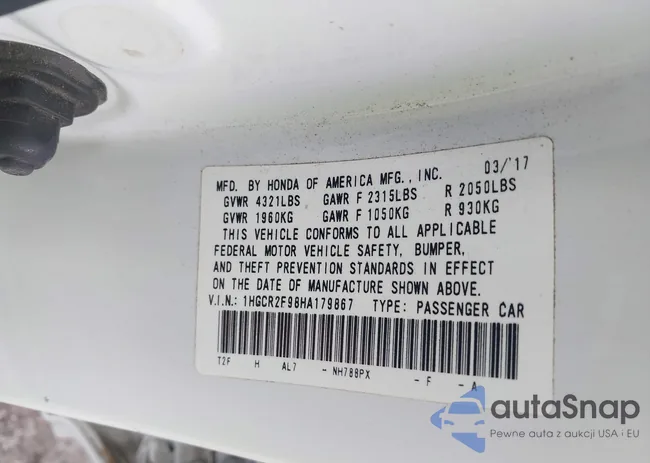 MFD. BY HONDA OF AMERICA MFG., INC. 03/'17
GVWR 4321LBS GAWR F 2315LBS R 2050LBS
GVWR 1960KG GAWR F 1050KG R 930KG
THIS VEHICLE CONFORMS TO ALL APPLICABLE
FEDERAL MOTOR VEHICLE SAFETY, BUMPER,
AND THEFT PREVENTION STANDARDS IN EFFECT
ON THE DATE OF MANUFACTURE SHOWN ABOVE.
V.I.N.: 1HGCR2F98HA179867 TYPE: PASSENGER CAR
T2F H AL7 - NH788PX - F - A
autaSnap
Pewne auta z aukcji USA i EU